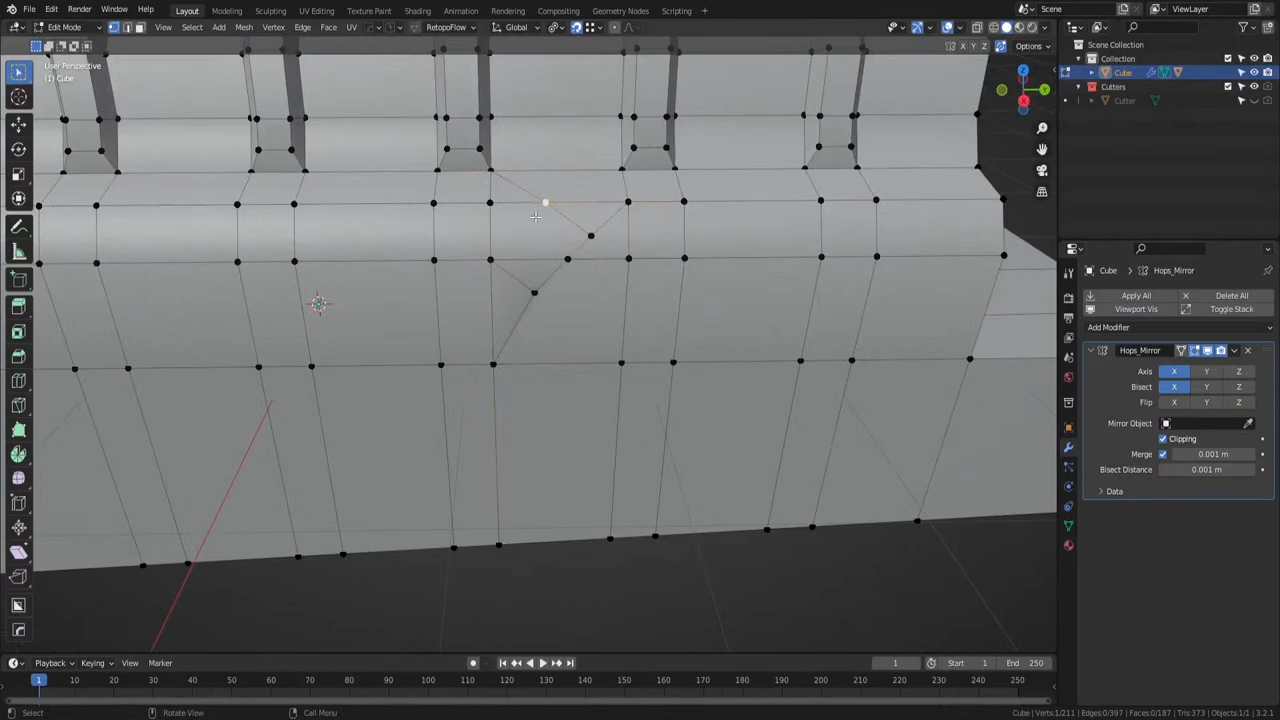 File Edit Render Window Help Layout Modeling Sculpting UV Editing Texture Paint Shading Animation Rendering Compositing Geometry Nodes Scripting Scene ViewLayer
Edit Mode View Select Add Mesh Vertex Edge Face UV RetopoFlow Global
X Y Z Options
User Perspective
(1) Cube
Scene Collection
Collection
Cube
Cutters
Cutter
Z
Y
X
Cube Hops_Mirror
Apply All Delete All
Viewport Vis Toggle Stack
Add Modifier
Hops_Mirror
Axis X Y Z
Bisect X Y Z
Flip X Y Z
Mirror Object
Clipping
Merge 0.001 m
Bisect Distance 0.001 m
Data
Playback Keying View Marker 1 Start 1 End 250
1 10 20 30 40 50 60 70 80 90 100 110 120 130 140 150 160 170 180 190 200 210 220 230 240 250
Select Rotate View Call Menu Cube | Verts:1/211 | Edges:0/397 | Faces:0/187 | Tris:373 | Objects:1/1 | 3.2.1